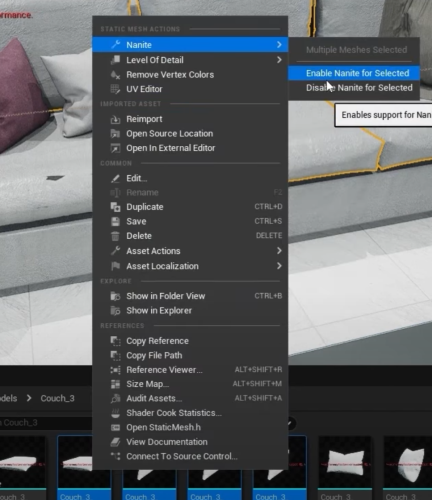 rmance.
STATIC MESH ACTIONS
Nanite
Multiple Meshes Selected
Level Of Detail
Enable Nanite for Selected
Remove Vertex Colors
Disable Nanite for Selected
UV Editor
Enables support for Nan
IMPORTED ASSET
Reimport
Open Source Location
Open In External Editor
COMMON
Edit...
Rename F2
Duplicate CTRL+D
Save CTRL+S
Delete DELETE
Asset Actions
Asset Localization
EXPLORE
Show in Folder View CTRL+B
Show in Explorer
REFERENCES
Copy Reference
Copy File Path
Reference Viewer... ALT+SHIFT+R
Size Map... ALT+SHIFT+M
Audit Assets... ALT+SHIFT+A
Shader Cook Statistics...
Open StaticMesh.h
View Documentation
Connect To Source Control...
dels > Couch_3
Couch_3
Couch_3 Couch_3 Couch_3 Couch_3 Couch_3 Couch_3